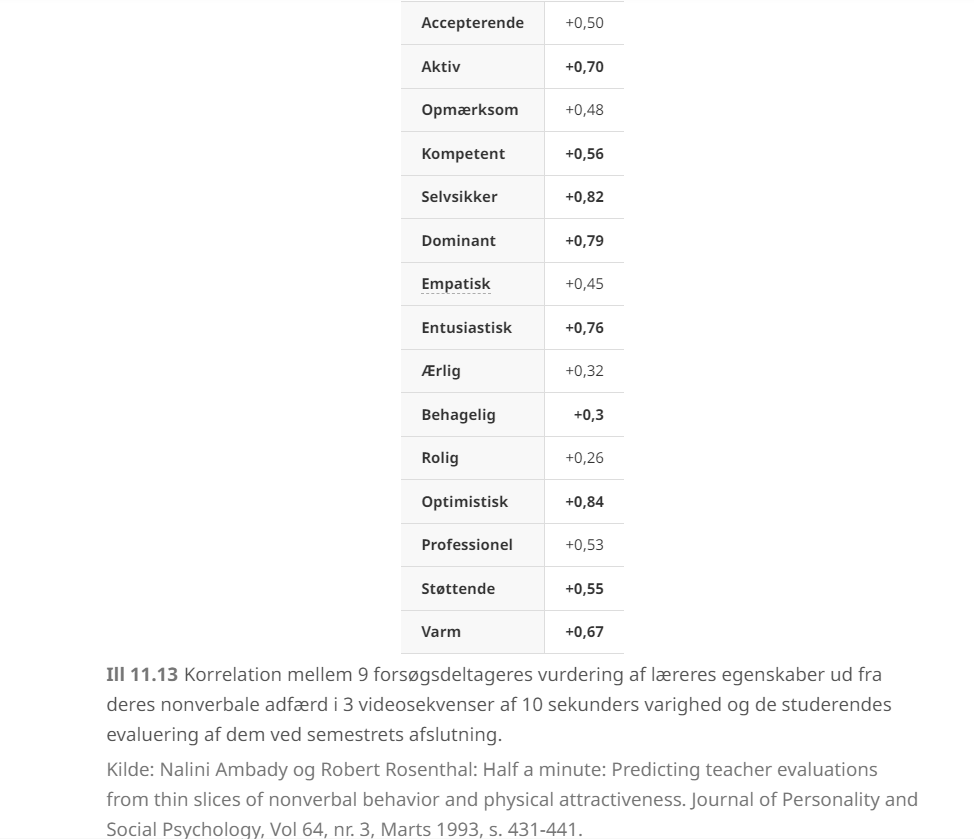 Accepterende +0,50
Aktiv +0,70
Opmærksom +0,48
Kompetent +0,56
Selvsikker +0,82
Dominant +0,79
Empatisk +0,45
Entusiastisk +0,76
Ærlig +0,32
Behagelig +0,3
Rolig +0,26
Optimistisk +0,84
Professionel +0,53
Støttende +0,55
Varm +0,67
Ill 11.13 Korrelation mellem 9 forsøgsdeltageres vurdering af læreres egenskaber ud fra
deres nonverbale adfærd i 3 videosekvenser af 10 sekunders varighed og de studerendes
evaluering af dem ved semestrets afslutning.
Kilde: Nalini Ambady og Robert Rosenthal: Half a minute: Predicting teacher evaluations
from thin slices of nonverbal behavior and physical attractiveness. Journal of Personality and
Social Psychology, Vol 64, nr. 3, Marts 1993, s. 431-441.